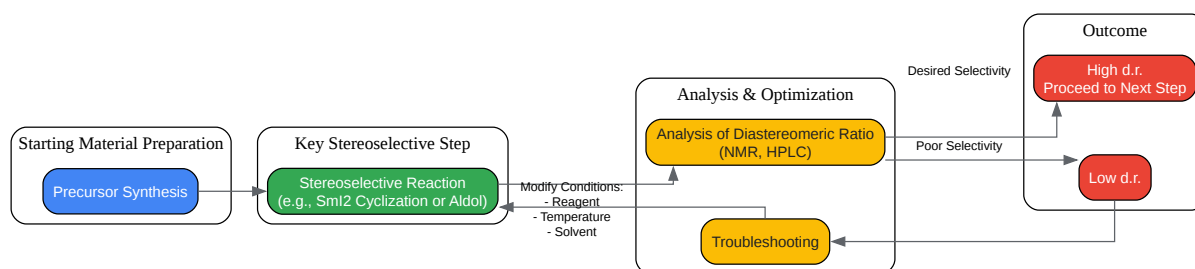 Starting Material Preparation
Precursor Synthesis
Key Stereoselective Step
Stereoselective Reaction
(e.g., SmI2 Cyclization or Aldol)
Modify Conditions:
- Reagent
- Temperature
- Solvent
Analysis & Optimization
Analysis of Diastereomeric Ratio
(NMR, HPLC)
Troubleshooting
Desired Selectivity
Poor Selectivity
Outcome
High d.r.
Proceed to Next Step
Low d.r.